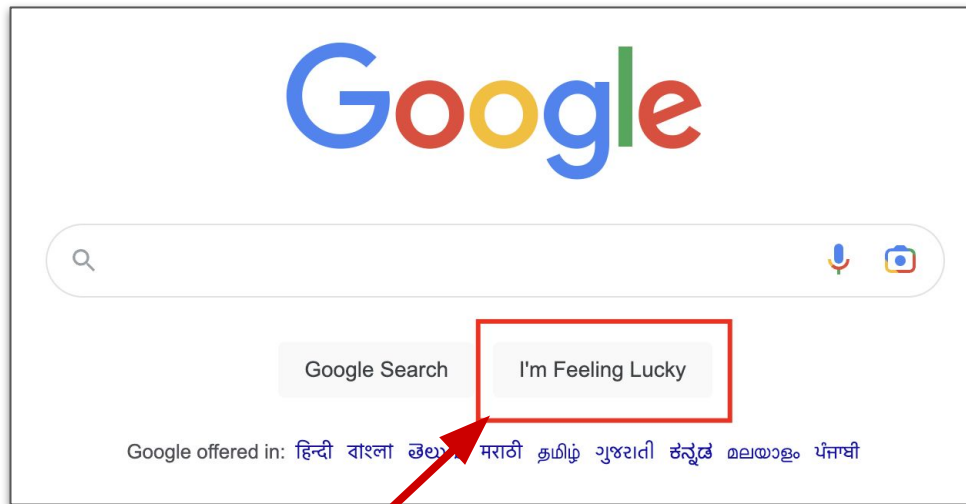 Google
Google Search
I'm Feeling Lucky
Google offered in: हिन्दी বাংলা मराठी தமிழ் ગુજરાતી ಕನ್ನಡ മലയാളം ਪੰਜਾਬੀ